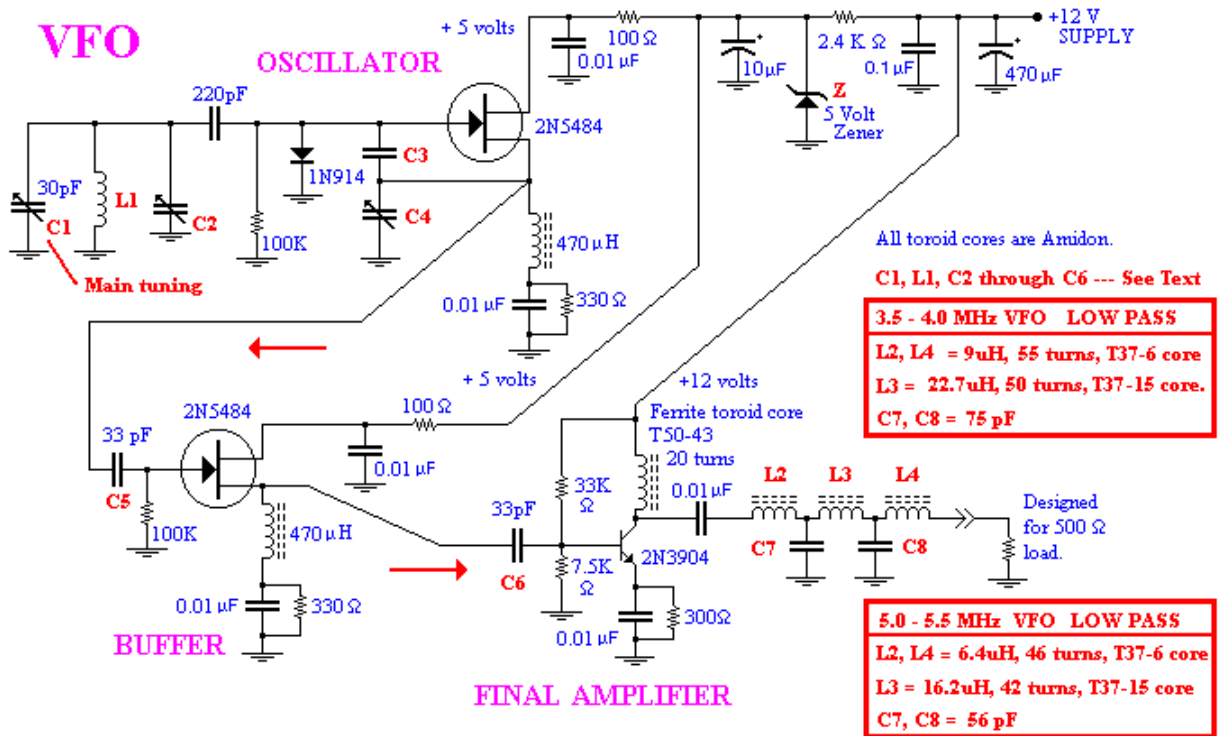 VFO
OSCILLATOR
+ 5 volts
0.01 µF
100 Ω
10µF
Z
5 Volt
Zener
2.4 K Ω
0.1µF
470 µF
+12 V
SUPPLY
220pF
30pF
C1
L1
C2
100K
1N914
C3
C4
2N5484
470 µH
0.01 µF
330 Ω
Main tuning
All toroid cores are Amidon.
C1, L1, C2 through C6 --- See Text
3.5 - 4.0 MHz VFO LOW PASS
L2, L4 = 9uH, 55 turns, T37-6 core
L3 = 22.7uH, 50 turns, T37-15 core.
C7, C8 = 75 pF
+ 5 volts
100 Ω
2N5484
33 pF
C5
100K
0.01 µF
470 µH
0.01 µF
330 Ω
BUFFER
+12 volts
Ferrite toroid core
T50-43
20 turns
33K
Ω
0.01 µF
33pF
C6
7.5K
Ω
2N3904
0.01 µF
300Ω
L2
L3
L4
C7
C8
Designed
for 500 Ω
load.
FINAL AMPLIFIER
5.0 - 5.5 MHz VFO LOW PASS
L2, L4 = 6.4uH, 46 turns, T37-6 core
L3 = 16.2uH, 42 turns, T37-15 core
C7, C8 = 56 pF